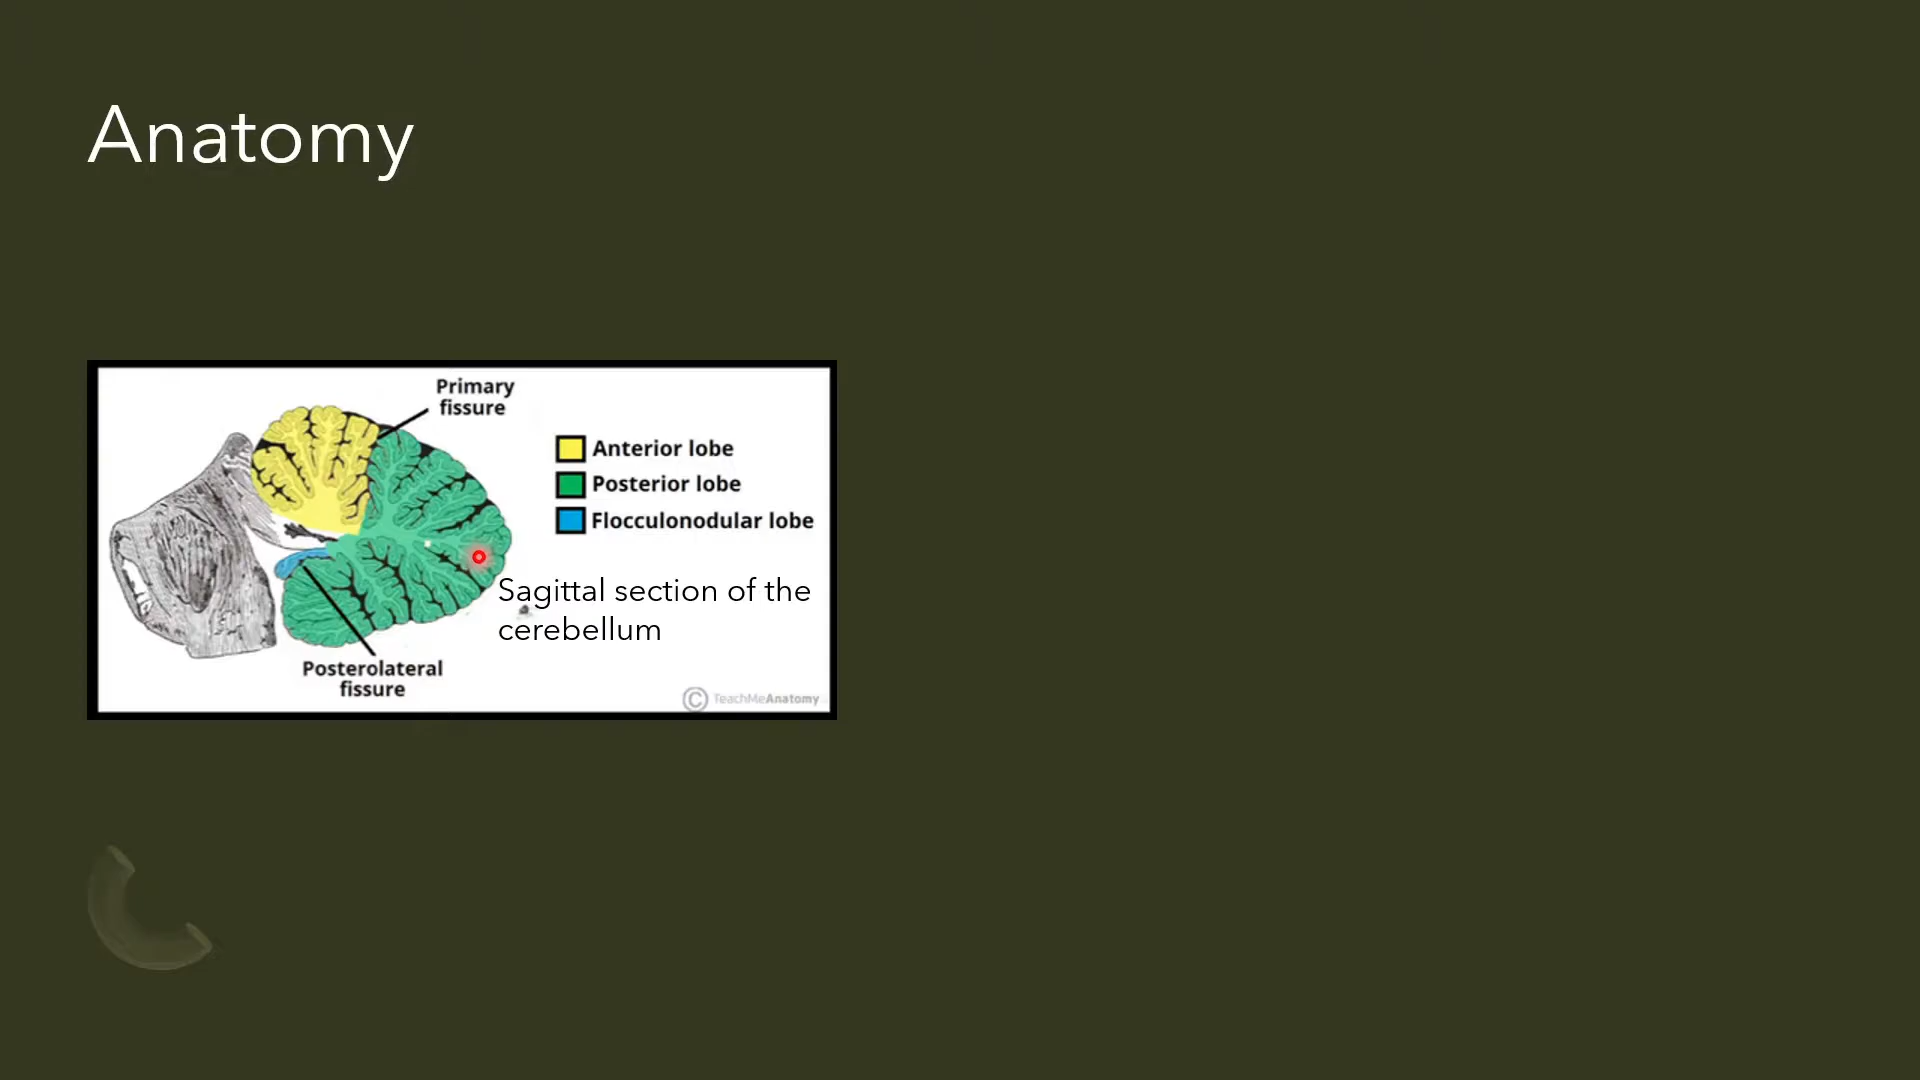 Anatomy
Primary
fissure
Anterior lobe
Posterior lobe
Flocculonodular lobe
Sagittal section of the
cerebellum
Posterolateral
fissure
© TeachMeAnatomy